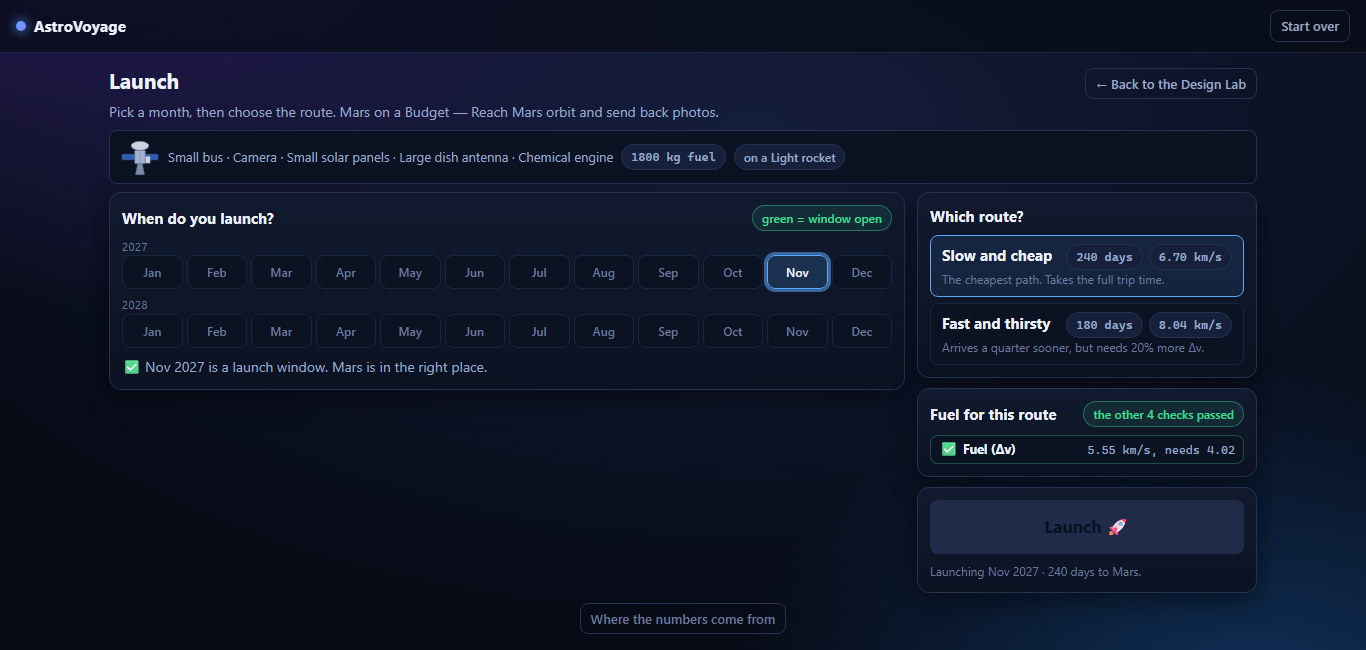 AstroVoyage
Start over
Launch
← Back to the Design Lab
Pick a month, then choose the route. Mars on a Budget — Reach Mars orbit and send back photos.
Small bus · Camera · Small solar panels · Large dish antenna · Chemical engine 1800 kg fuel on a Light rocket
When do you launch?
green = window open
2027
Jan Feb Mar Apr May Jun Jul Aug Sep Oct Nov Dec
2028
Jan Feb Mar Apr May Jun Jul Aug Sep Oct Nov Dec
✅ Nov 2027 is a launch window. Mars is in the right place.
Which route?
Slow and cheap 240 days 6.70 km/s
The cheapest path. Takes the full trip time.
Fast and thirsty 180 days 8.04 km/s
Arrives a quarter sooner, but needs 20% more Δv.
Fuel for this route the other 4 checks passed
✅ Fuel (Δv) 5.55 km/s, needs 4.02
Launch 🚀
Launching Nov 2027 · 240 days to Mars.
Where the numbers come from